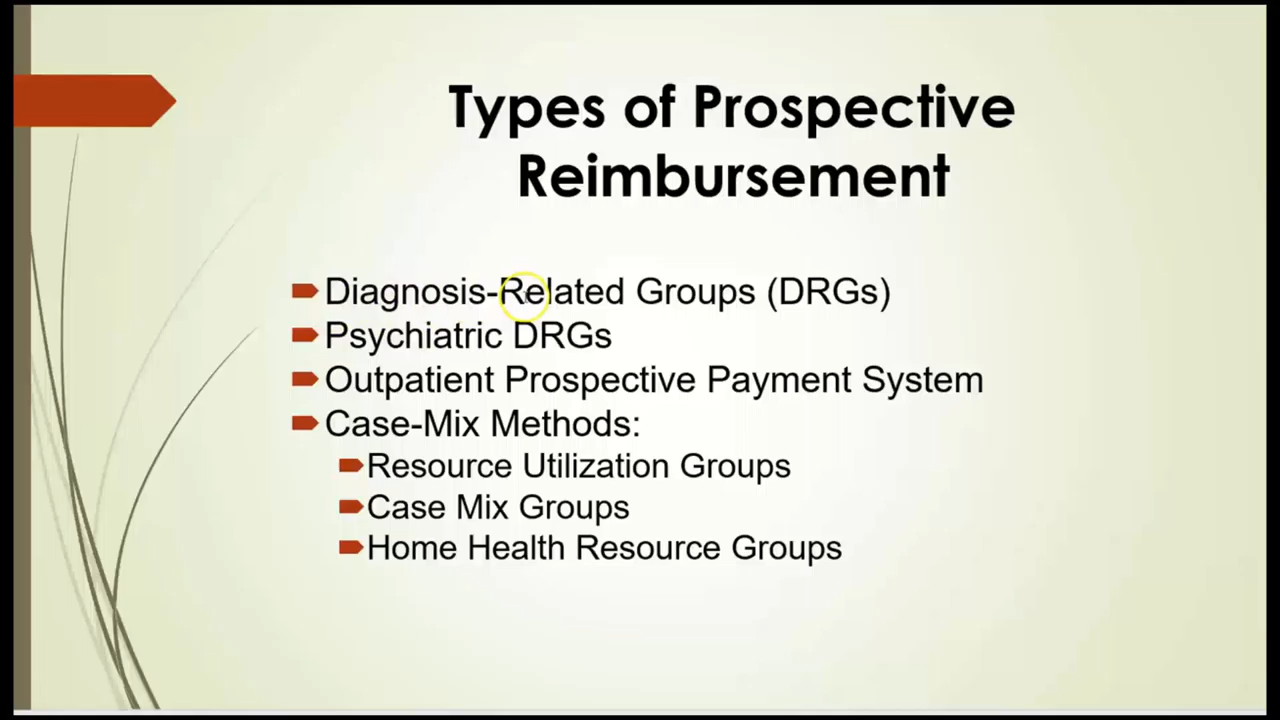 Types of Prospective
Reimbursement
Diagnosis-Related Groups (DRGs)
Psychiatric DRGs
Outpatient Prospective Payment System
Case-Mix Methods:
Resource Utilization Groups
Case Mix Groups
Home Health Resource Groups